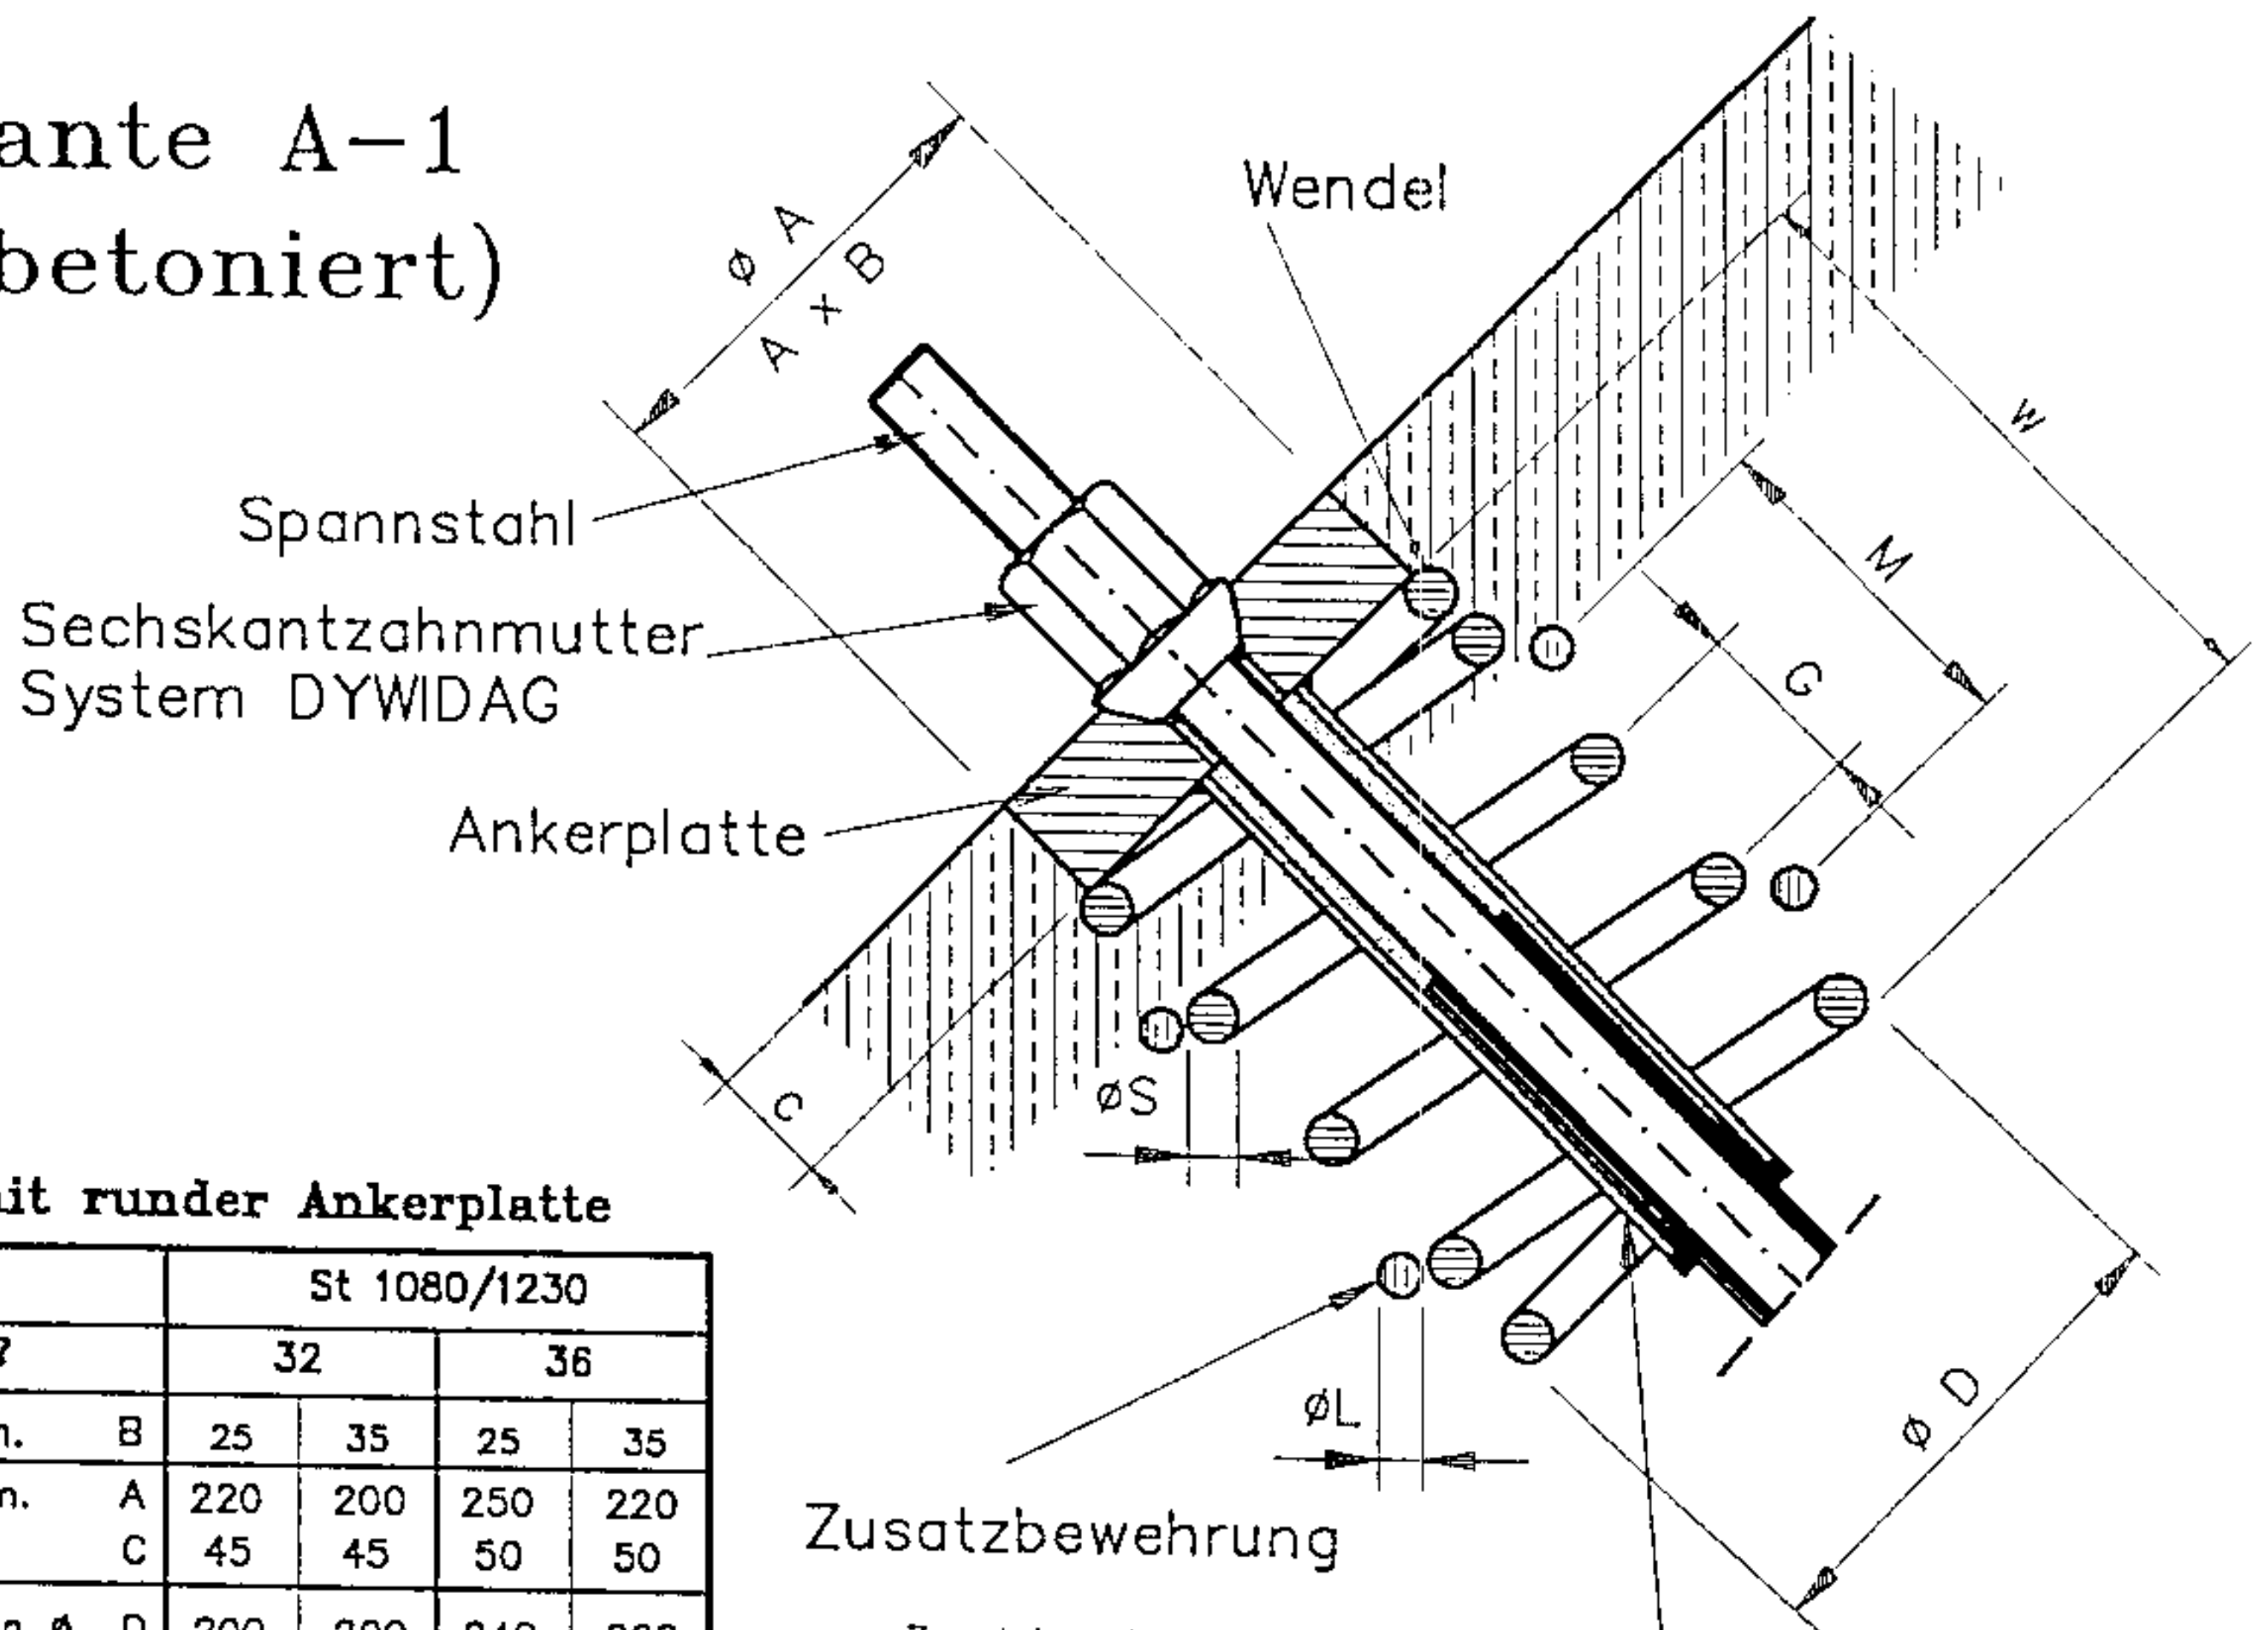 ante A-1
betoniert)
ø A
A x B
Wendel
W
Spannstahl
Sechskantzahnmutter
System DYWIDAG
M
G
Ankerplatte
C
øS
it runder Ankerplatte
St 1080/1230
32 36
B 25 35 25 35
A 220 200 250 220
C 45 45 50 50
øL
ø D
Zusatzbewehrung